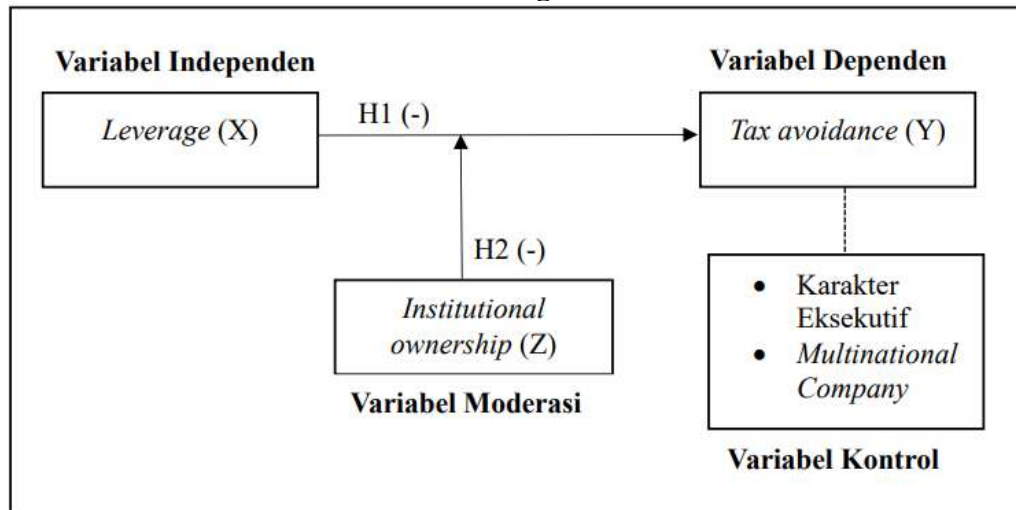 Variabel Independen
Variabel Dependen
Leverage (X)
H1 (-)
Tax avoidance (Y)
H2 (-)
Institutional
ownership (Z)
Variabel Moderasi
• Karakter
Eksekutif
• Multinational
Company
Variabel Kontrol